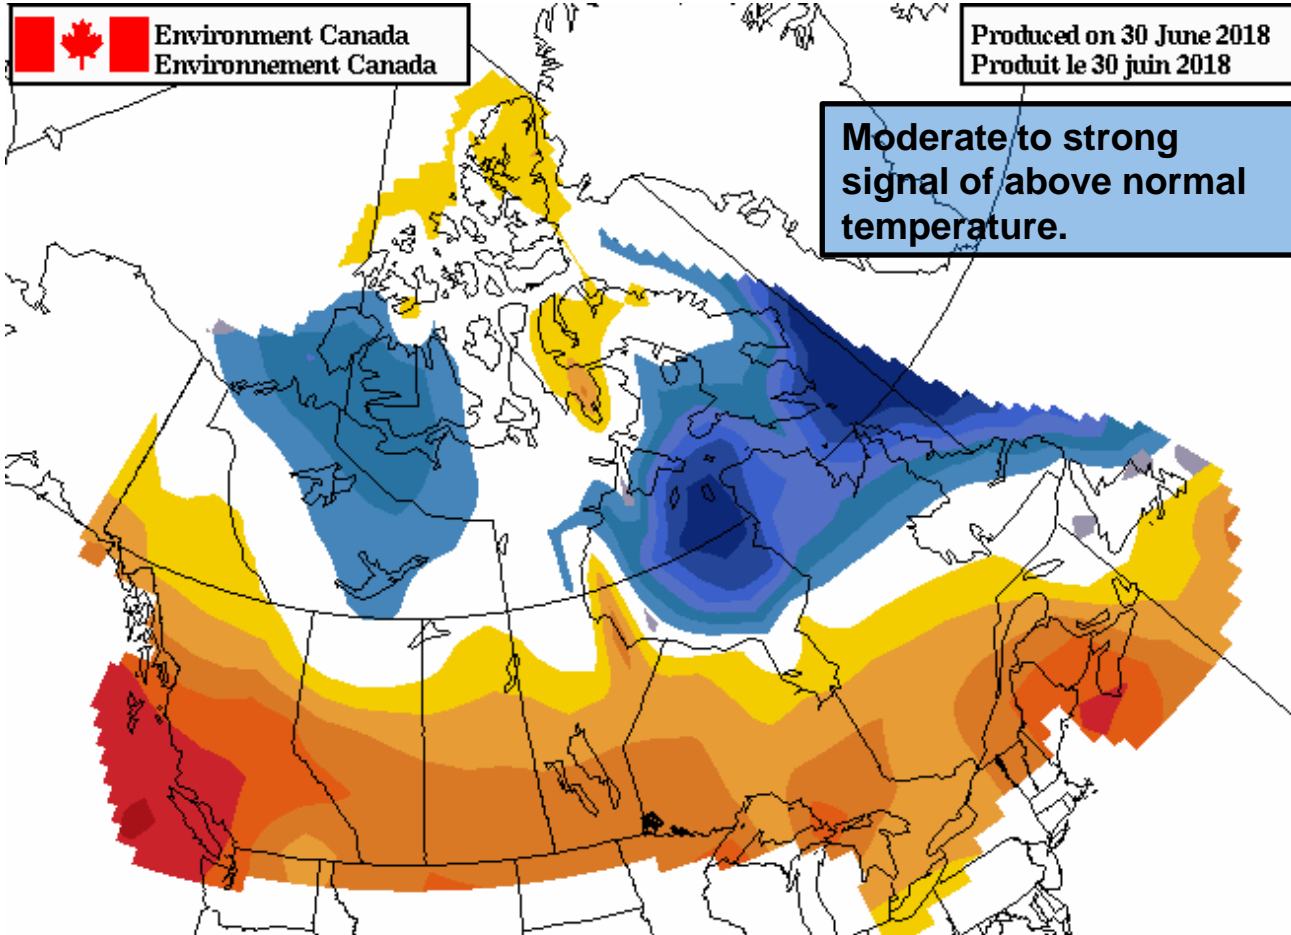 Environment Canada
Environnement Canada
Produced on 30 June 2018
Produit le 30 juin 2018
Moderate to strong
signal of above normal
temperature.